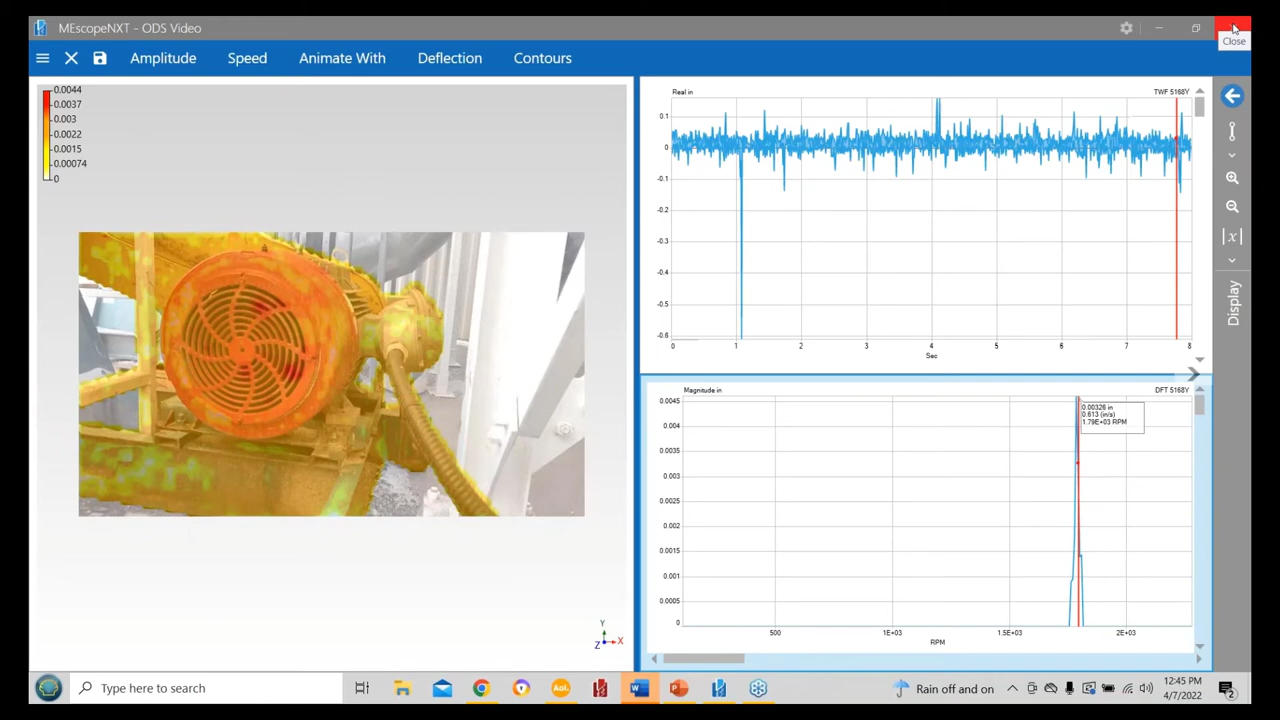 MEscopeNXT - ODS Video
Close
Amplitude Speed Animate With Deflection Contours
0.0044
0.0037
0.003
0.0022
0.0015
0.00074
0
Real in TWF 5168Y
0.1
0
-0.1
-0.2
-0.3
-0.4
-0.5
-0.6
0 1 2 3 4 5 6 7 8
Sec
Magnitude in DFT 5168Y
0.0045
0.004
0.0035
0.003
0.0025
0.002
0.0015
0.001
0.0005
0
0.00326 in
0.613 (in/s)
1.79E+03 RPM
500 1E+03 1.5E+03 2E+03
RPM
|x|
Display
Y
Z X
Type here to search
Aol.
Rain off and on
12:45 PM
4/7/2022
2